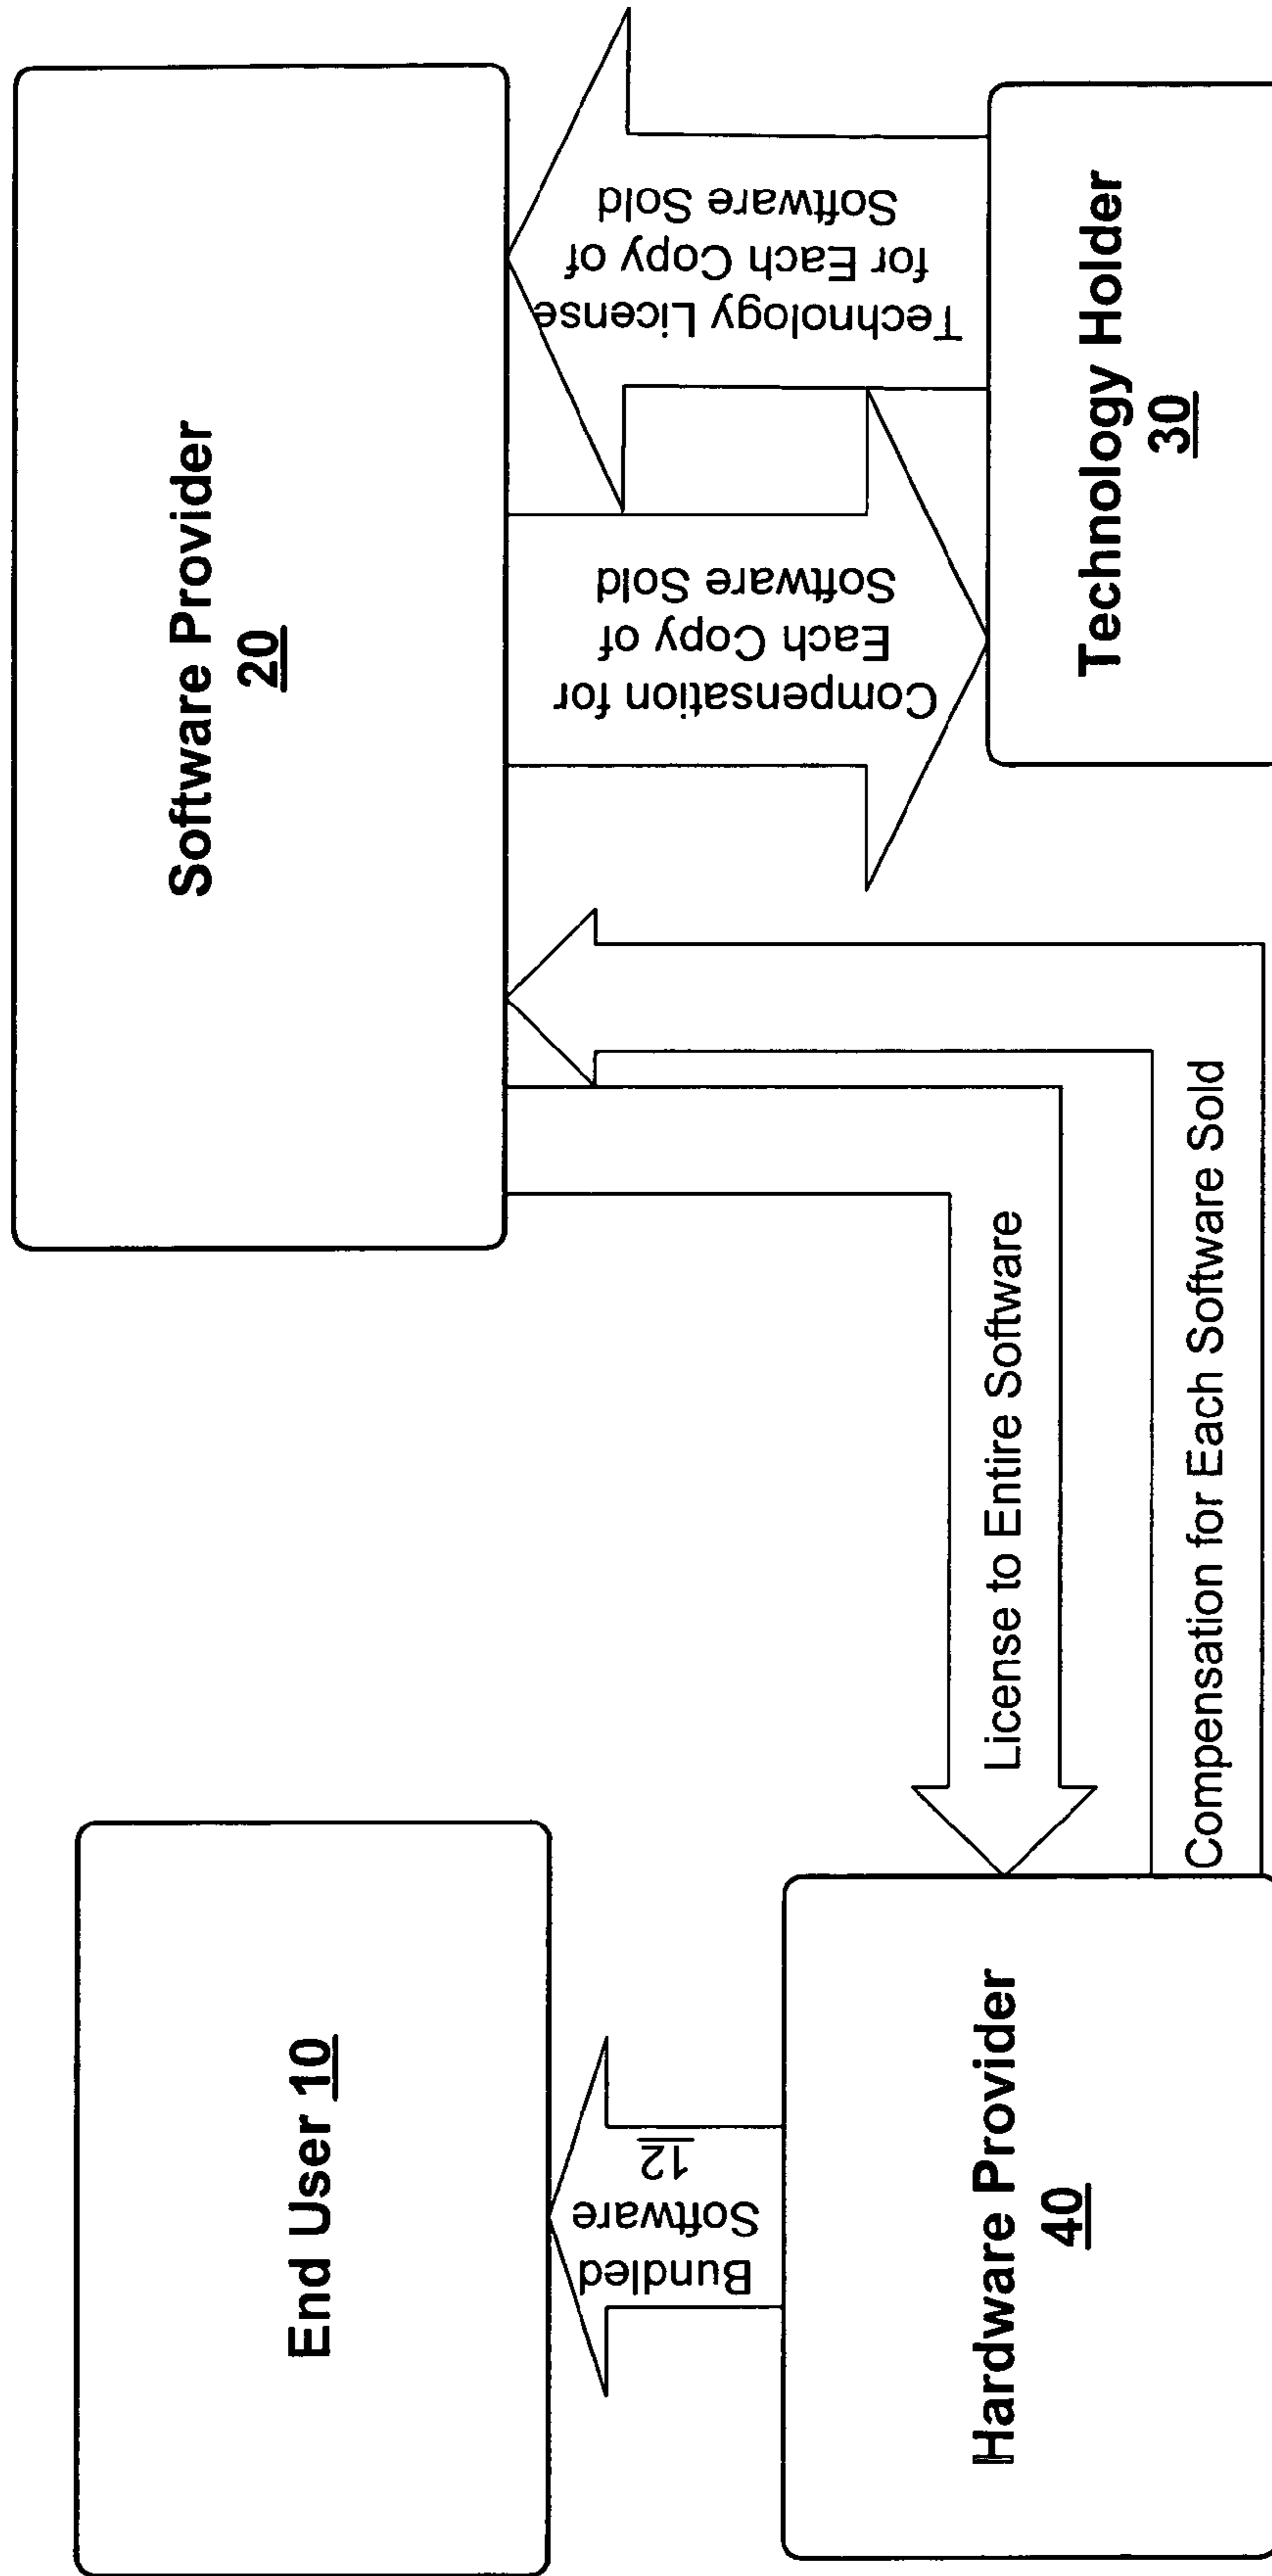 End User 10
Software Provider
20
Bundled
Software
12
License to Entire Software
Compensation for Each Software Sold
Compensation for
Each Copy of
Software Sold
Technology License
for Each Copy of
Software Sold
Hardware Provider
40
Technology Holder
30